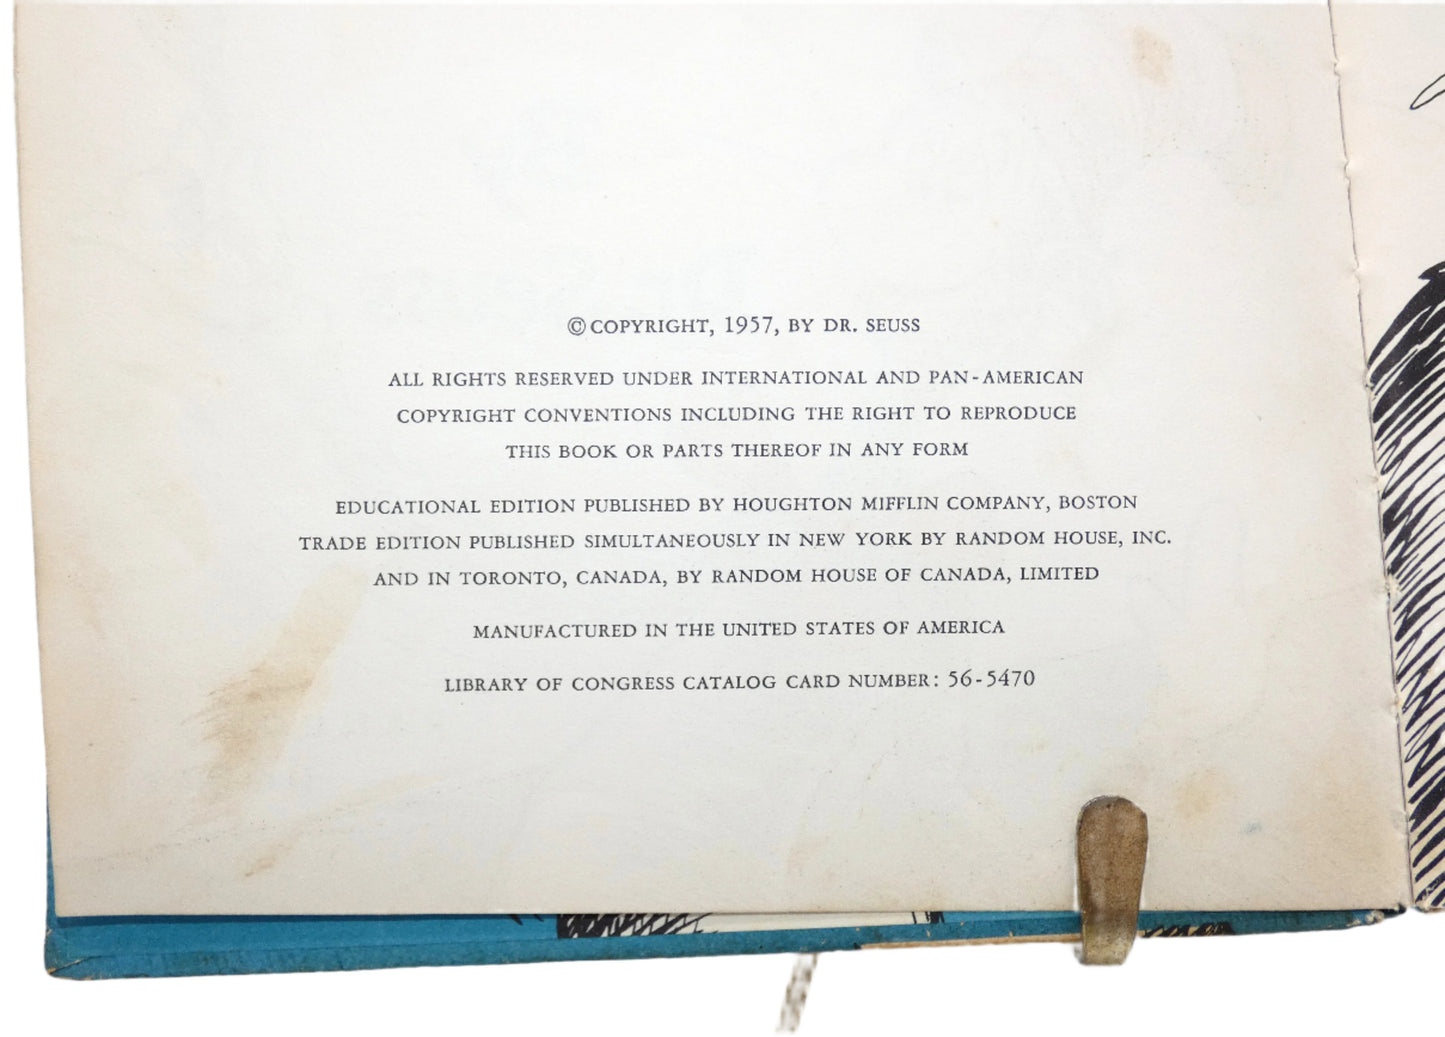 © COPYRIGHT, 1957, BY DR. SEUSS
ALL RIGHTS RESERVED UNDER INTERNATIONAL AND PAN-AMERICAN
COPYRIGHT CONVENTIONS INCLUDING THE RIGHT TO REPRODUCE
THIS BOOK OR PARTS THEREOF IN ANY FORM
EDUCATIONAL EDITION PUBLISHED BY HOUGHTON MIFFLIN COMPANY, BOSTON
TRADE EDITION PUBLISHED SIMULTANEOUSLY IN NEW YORK BY RANDOM HOUSE, INC.
AND IN TORONTO, CANADA, BY RANDOM HOUSE OF CANADA, LIMITED
MANUFACTURED IN THE UNITED STATES OF AMERICA
LIBRARY OF CONGRESS CATALOG CARD NUMBER: 56-5470